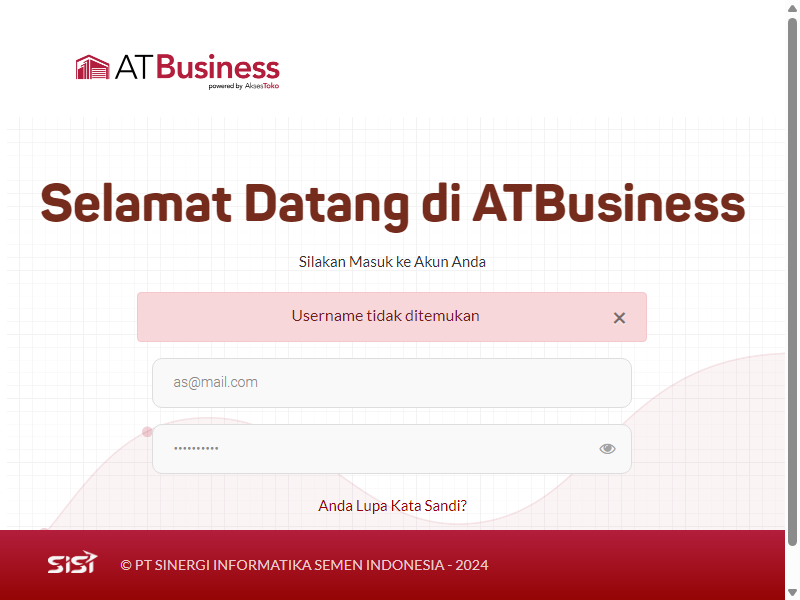 ATBusiness
powered by AksesToko
Selamat Datang di ATBusiness
Silakan Masuk ke Akun Anda
Username tidak ditemukan
×
as@mail.com
••••••••••
Anda Lupa Kata Sandi?
SISI
© PT SINERGI INFORMATIKA SEMEN INDONESIA - 2024